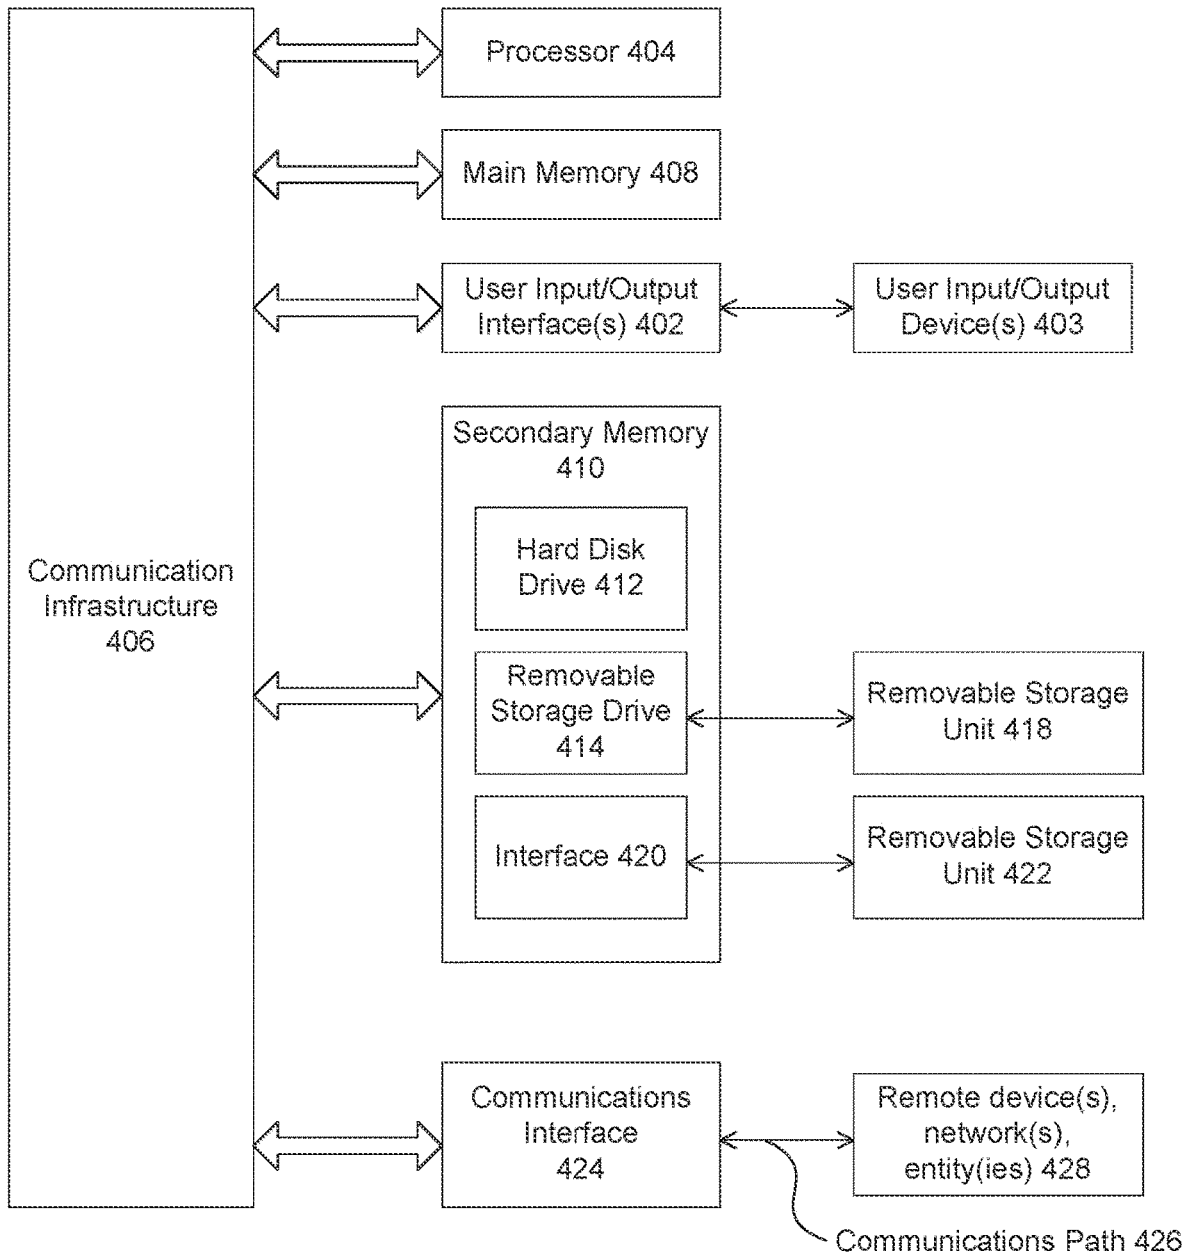 Processor 404
Main Memory 408
User Input/Output
Interface(s) 402
User Input/Output
Device(s) 403
Secondary Memory
410
Hard Disk
Drive 412
Communication
Infrastructure
406
Removable
Storage Drive
414
Removable Storage
Unit 418
Interface 420
Removable Storage
Unit 422
Communications
Interface
424
Remote device(s),
network(s),
entity(ies) 428
Communications Path 426